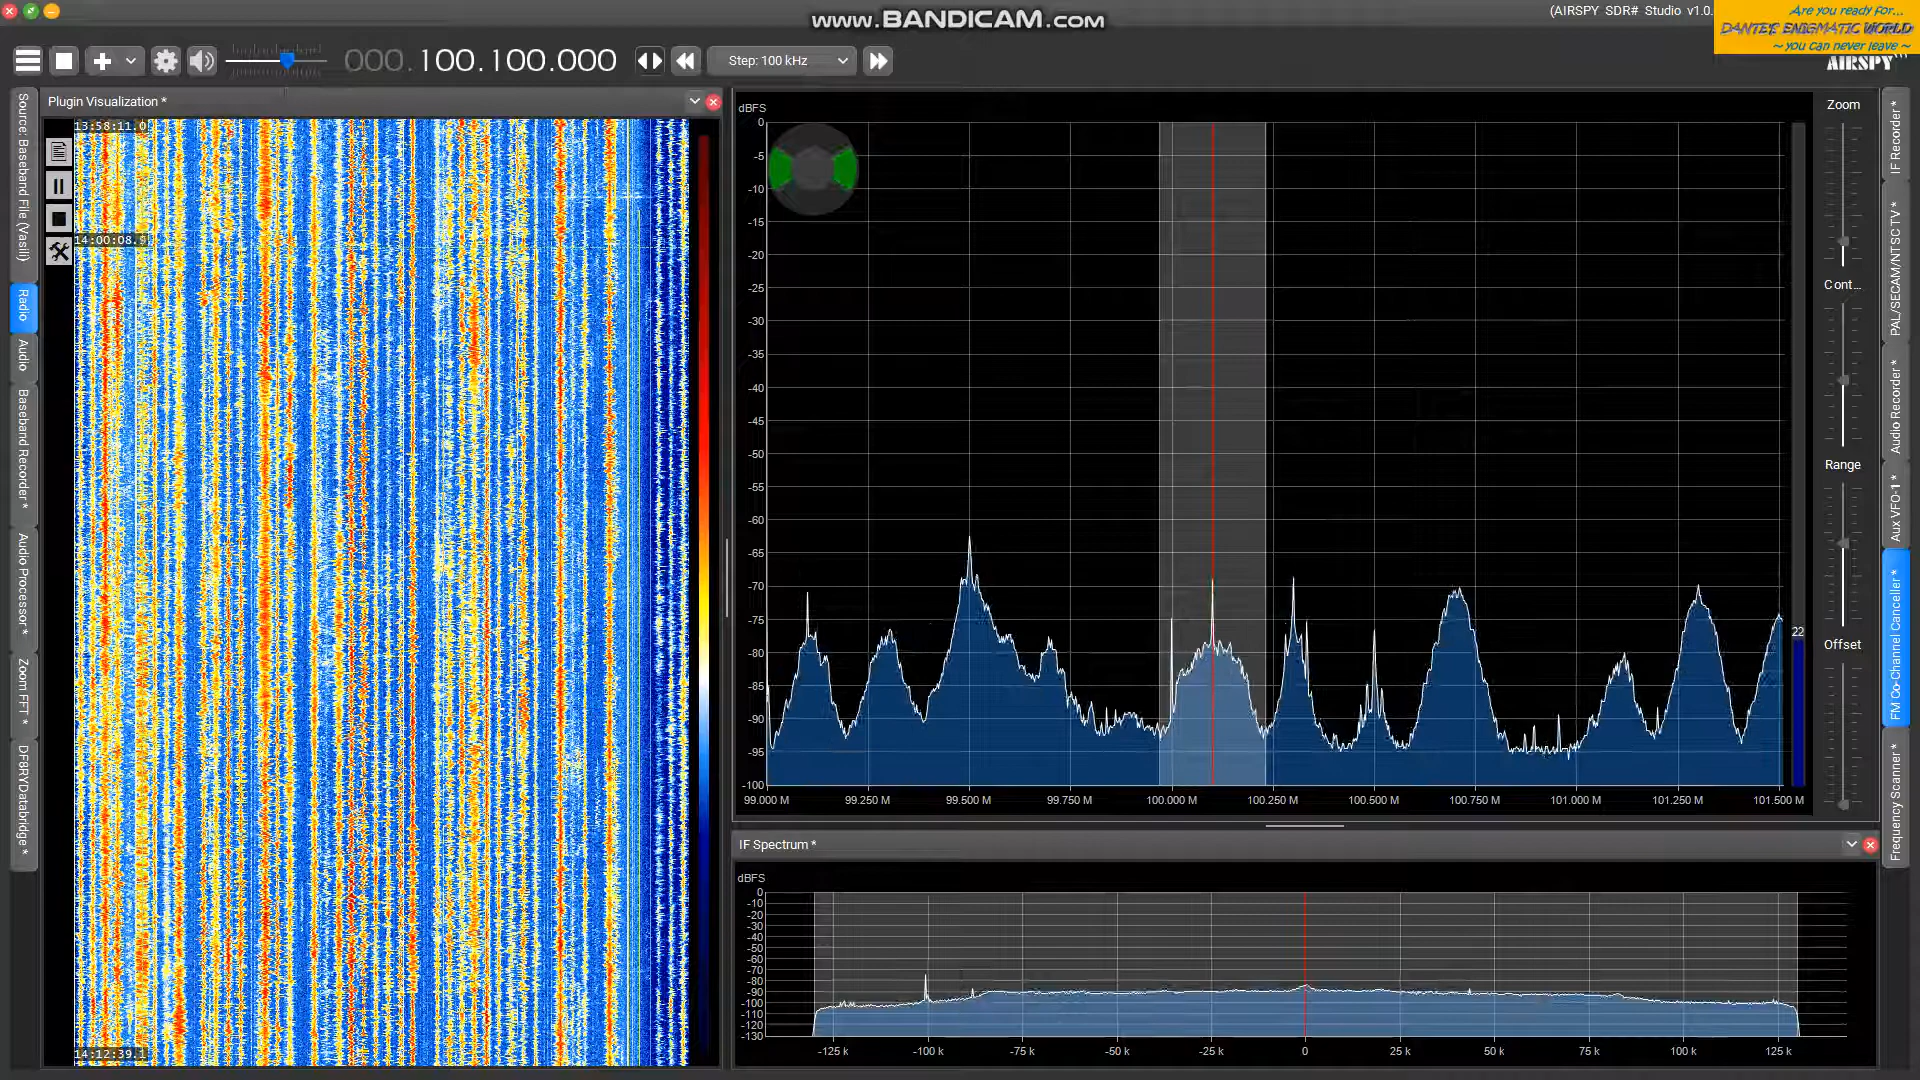 www.BANDICAM.com
(AIRSPY SDR# Studio v1.0.
Are you ready for...
DANTE'S ENIGMATIC WORLD
~ you can never leave ~
AIRSPY
000.100.100.000
Step: 100 kHz
Source: Baseband File (Vasili)
Radio
Audio
Baseband Recorder *
Audio Processor *
Zoom FFT *
DF8RYDatabridge *
Plugin Visualization *
13:58:11.0
14:00:08.9
14:12:39.1
dBFS
0
-5
-10
-15
-20
-25
-30
-35
-40
-45
-50
-55
-60
-65
-70
-75
-80
-85
-90
-95
-100
99.000 M 99.250 M 99.500 M 99.750 M 100.000 M 100.250 M 100.500 M 100.750 M 101.000 M 101.250 M 101.500 M
22
Zoom
Cont...
Range
Offset
IF Recorder *
PAL/SECAM/NTSC TV *
Audio Recorder *
Aux VFO-1 *
FM Co-Channel Canceller *
Frequency Scanner *
IF Spectrum *
dBFS
0
-10
-20
-30
-40
-50
-60
-70
-80
-90
-100
-110
-120
-130
-125 k -100 k -75 k -50 k -25 k 0 25 k 50 k 75 k 100 k 125 k